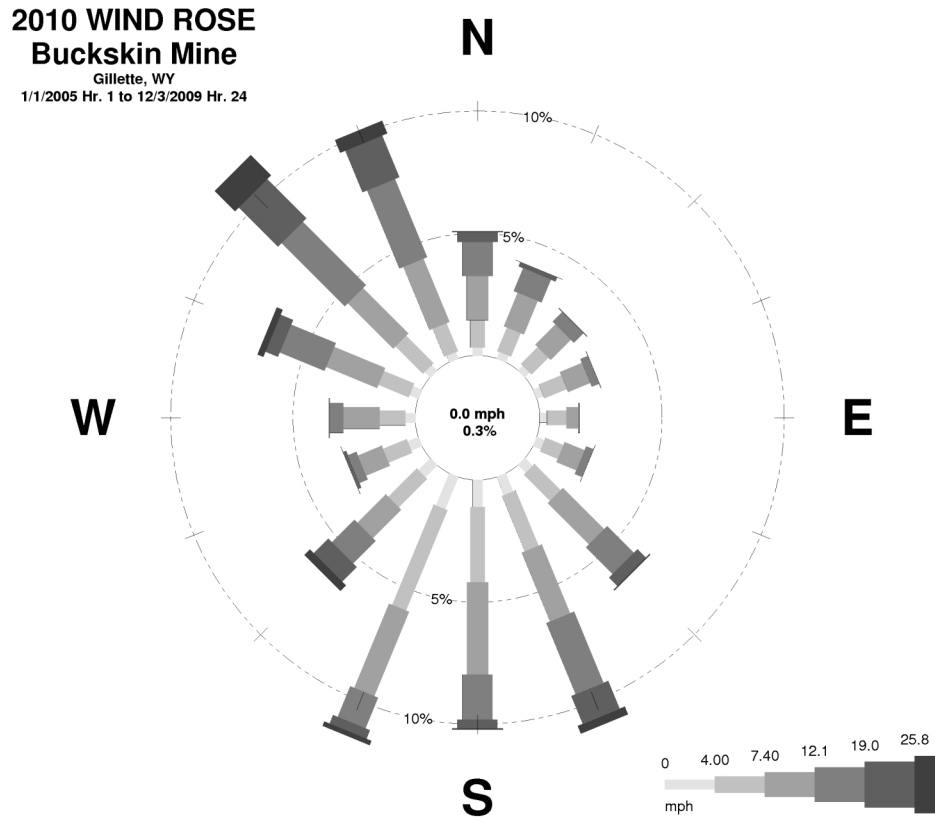 2010 WIND ROSE
Buckskin Mine
Gillette, WY
1/1/2005 Hr. 1 to 12/3/2009 Hr. 24
N
10%
5%
W
0.0 mph
0.3%
E
5%
10%
S
0 4.00 7.40 12.1 19.0 25.8
mph